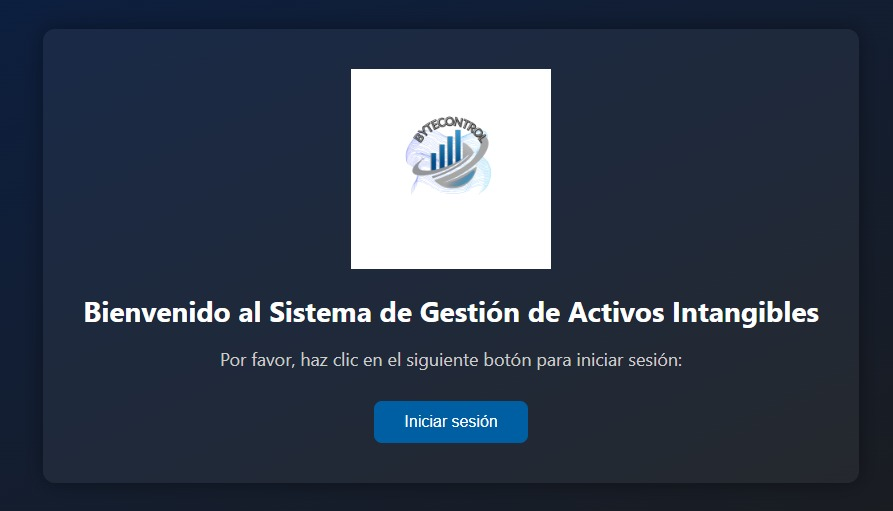 BYTECONTROL
Bienvenido al Sistema de Gestión de Activos Intangibles
Por favor, haz clic en el siguiente botón para iniciar sesión:
Iniciar sesión